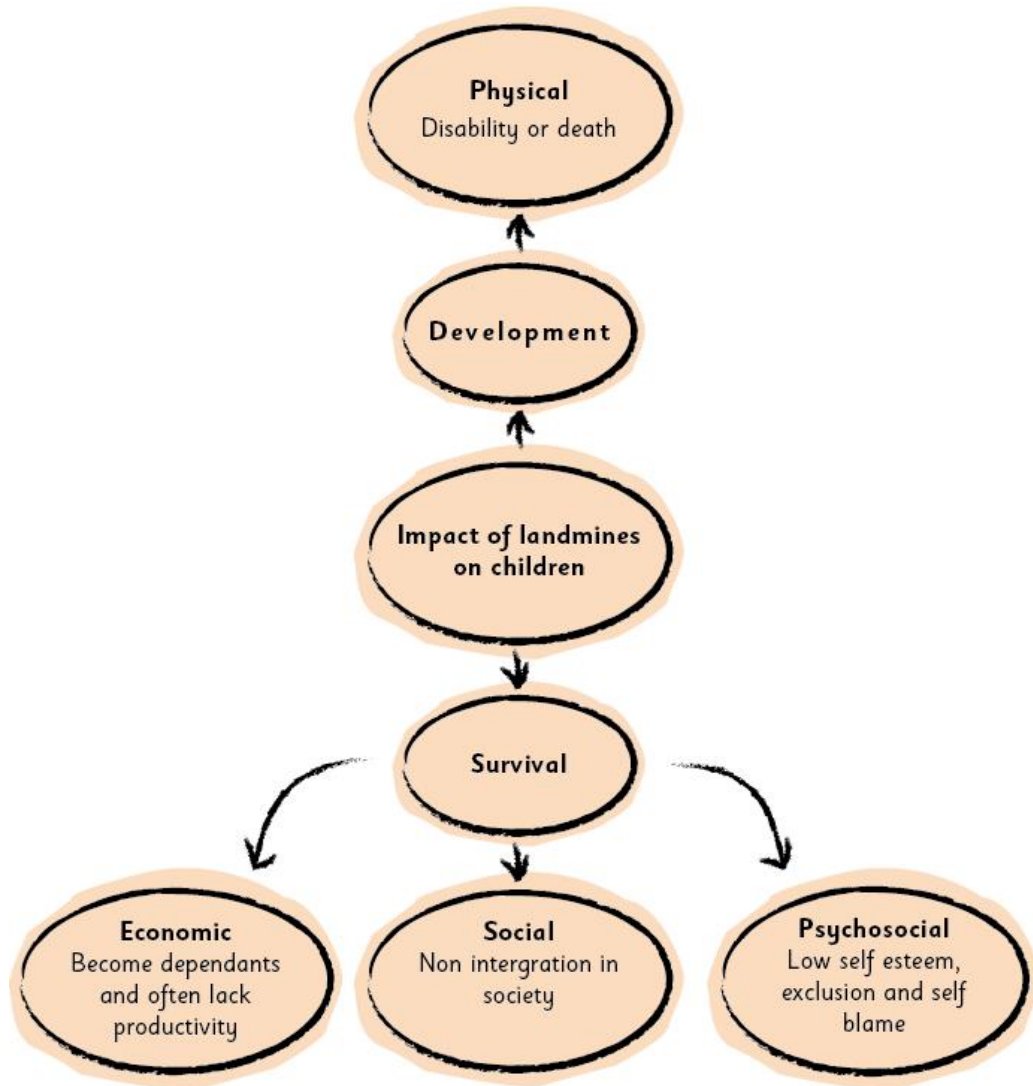 Physical
Disability or death
Development
Impact of landmines
on children
Survival
Economic
Become dependants
and often lack
productivity
Social
Non intergration in
society
Psychosocial
Low self esteem,
exclusion and self
blame